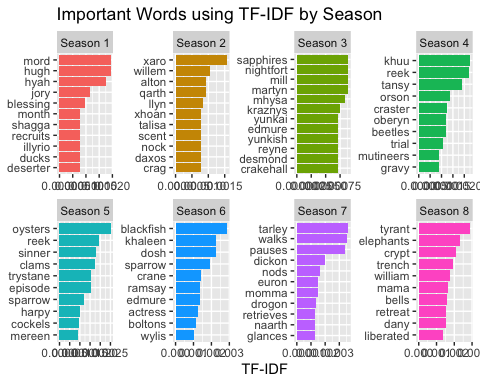 Important Words using TF-IDF by Season
Season 1
mord
hugh
hyah
jory
blessing
month
shagga
recruits
illyrio
ducks
deserter
Season 2
xaro
willem
alton
qarth
llyn
xhoan
talisa
scent
nock
daxos
crag
Season 3
sapphires
nightfort
mill
martyn
mhysa
kraznys
yunkai
edmure
yunkish
reyne
desmond
crakehall
Season 4
khuu
reek
tansy
orson
craster
oberyn
beetles
trial
mutineers
gravy
Season 5
oysters
reek
sinner
clams
trystane
episode
sparrow
harpy
cockels
mereen
Season 6
blackfish
khaleen
dosh
sparrow
crane
ramsay
edmure
actress
boltons
wylis
Season 7
tarley
walks
pauses
dickon
nods
euron
momma
drogon
retrieves
naarth
glances
Season 8
tyrant
elephants
crypt
trench
william
mama
bells
retreat
dany
liberated
TF-IDF